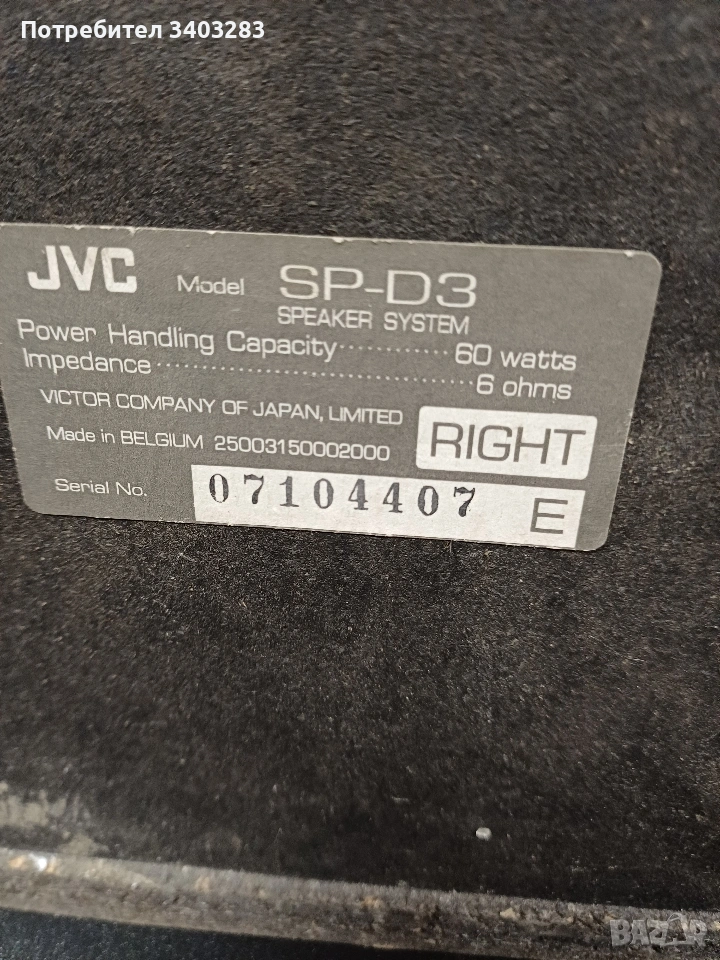 Потребител 3403283
JVC Model SP-D3
SPEAKER SYSTEM
Power Handling Capacity··········· 60 watts
Impedance································6 ohms
VICTOR COMPANY OF JAPAN, LIMITED
Made in BELGIUM 25003150002000
RIGHT
Serial No. 07104407 E
BAZAR